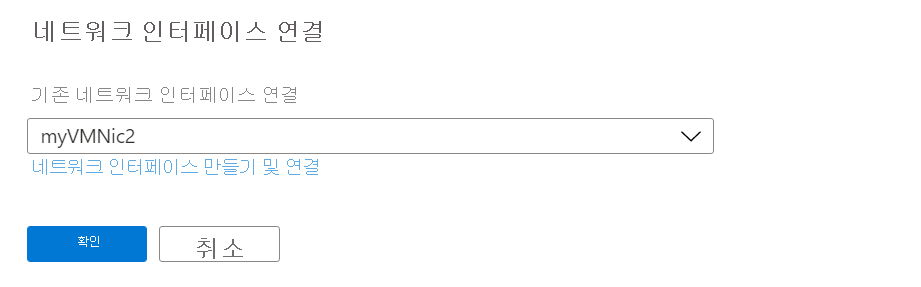 네트워크 인터페이스 연결
기존 네트워크 인터페이스 연결
myVMNic2
네트워크 인터페이스 만들기 및 연결
확인
취소